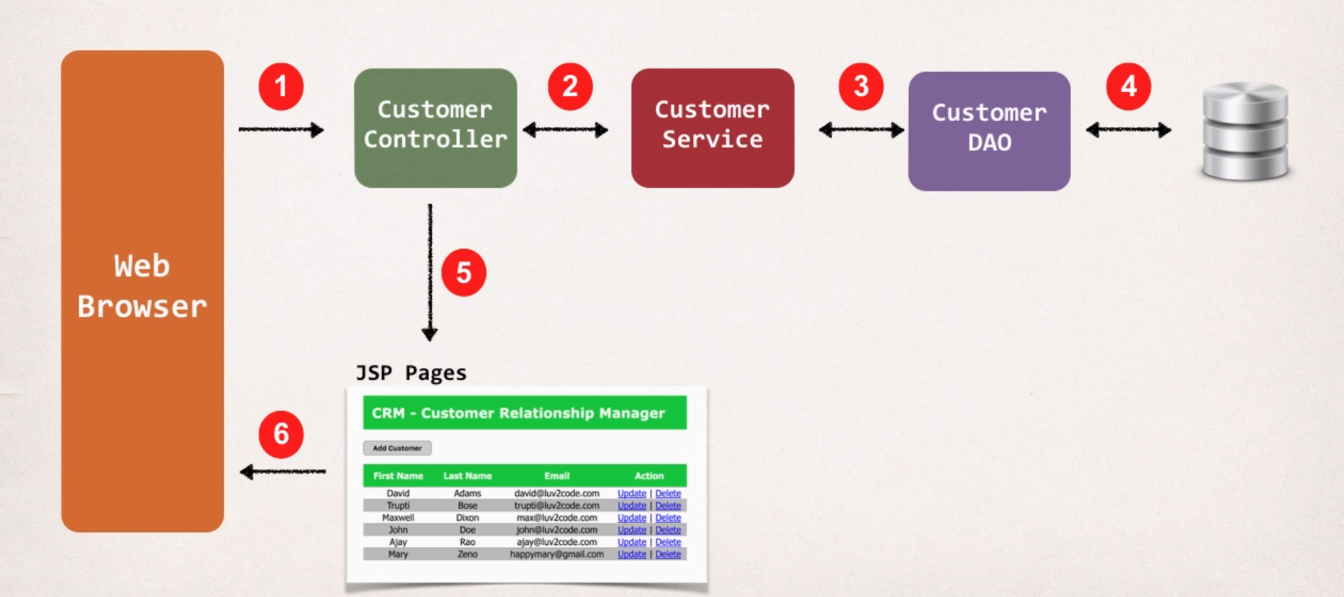 1
2
3
4
Customer
Controller
Customer
Service
Customer
DAO
Web
Browser
5
JSP Pages
CRM - Customer Relationship Manager
Add Customer
First Name Last Name Email Action
David Adams david@luv2code.com Update | Delete
Trupti Bose trupti@luv2code.com Update | Delete
Maxwell Dixon max@luv2code.com Update | Delete
John Doe john@luv2code.com Update | Delete
Ajay Rao ajay@luv2code.com Update | Delete
Mary Zeno happymary@gmail.com Update | Delete
6